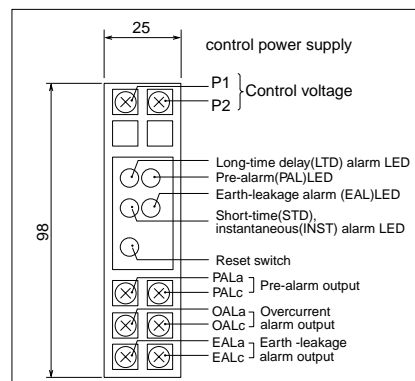 25
control power supply
P1
P2
Control voltage
98
Long-time delay(LTD) alarm LED
Pre-alarm(PAL)LED
Earth-leakage alarm (EAL)LED
Short-time(STD),
instantaneous(INST) alarm LED
Reset switch
PALa
PALc
Pre-alarm output
OALa
OALc
Overcurrent
alarm output
EALa
EALc
Earth -leakage
alarm output